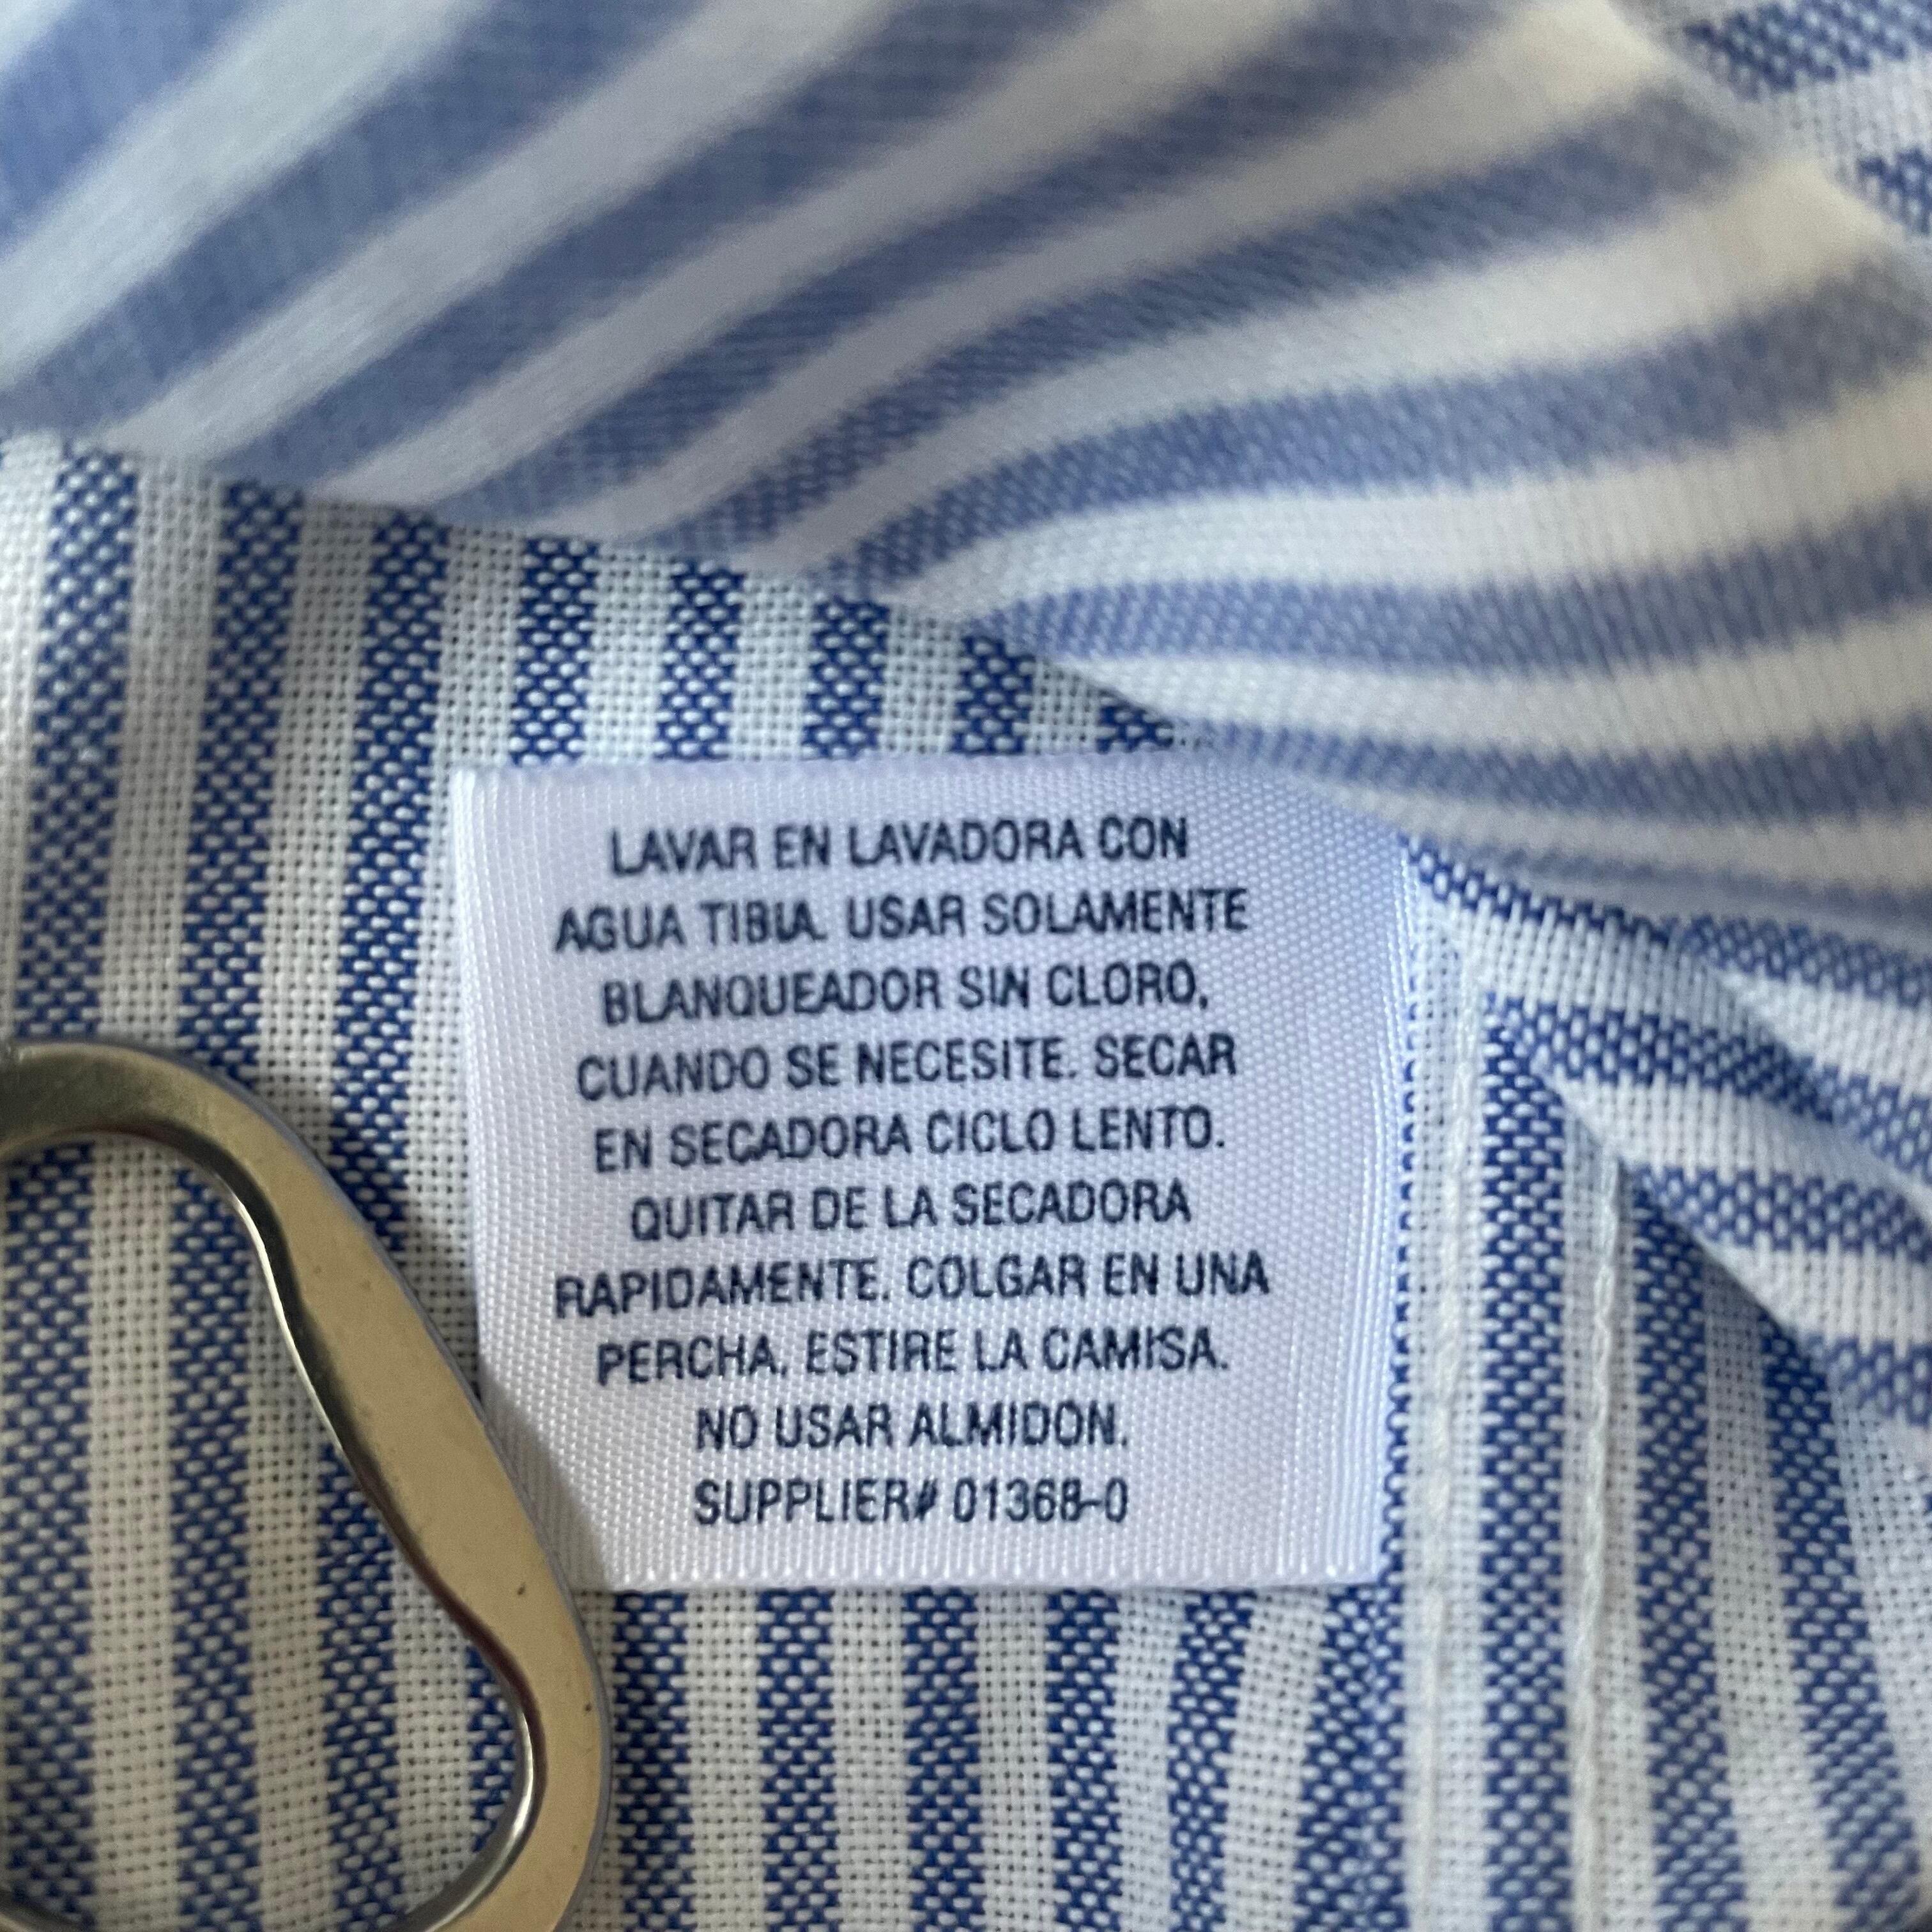 LAVAR EN LAVADORA CON
AGUA TIBIA. USAR SOLAMENTE
BLANQUEADOR SIN CLORO,
CUANDO SE NECESITE. SECAR
EN SECADORA CICLO LENTO.
QUITAR DE LA SECADORA
RAPIDAMENTE. COLGAR EN UNA
PERCHA. ESTIRE LA CAMISA.
NO USAR ALMIDON.
SUPPLIER# 01368-0